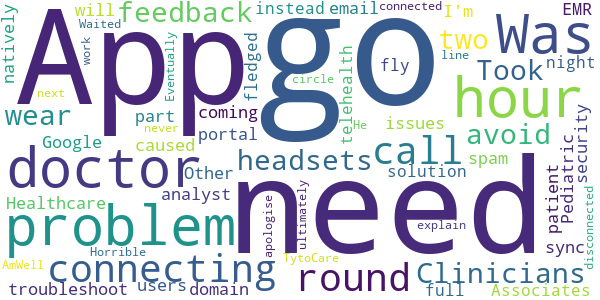 App go need Was
feedback instead email connected EMR
natively will I'm two
Waited work Eventually fledged telehealth fly line night
Took hour
wear part coming issues avoid
Google caused portal call spam security
doctor Other headsets solution Pediatric patient
next circle never He
Healthcare analyst problem
connecting round Clinicians sync
apologise ultimately explain disconnected
AmWell Horrible TytoCare
troubleshoot users domain full Associates